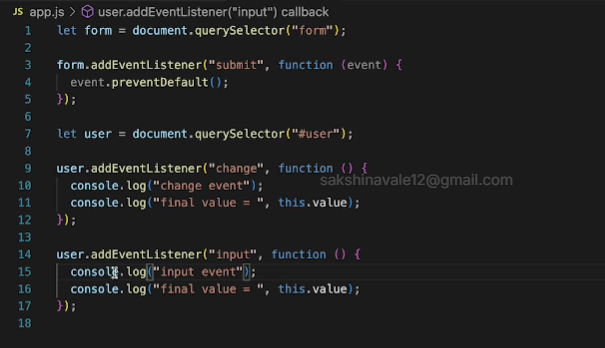 JS app.js > user.addEventListener("input") callback
1 let form = document.querySelector("form");
2
3 form.addEventListener("submit", function (event) {
4   event.preventDefault();
5 });
6
7 let user = document.querySelector("#user");
8
9 user.addEventListener("change", function () {
10   console.log("change event");
11   console.log("final value = ", this.value);
12 });
13
14 user.addEventListener("input", function () {
15   console.log("input event");
16   console.log("final value = ", this.value);
17 });
18
sakshinavale12@gmail.com